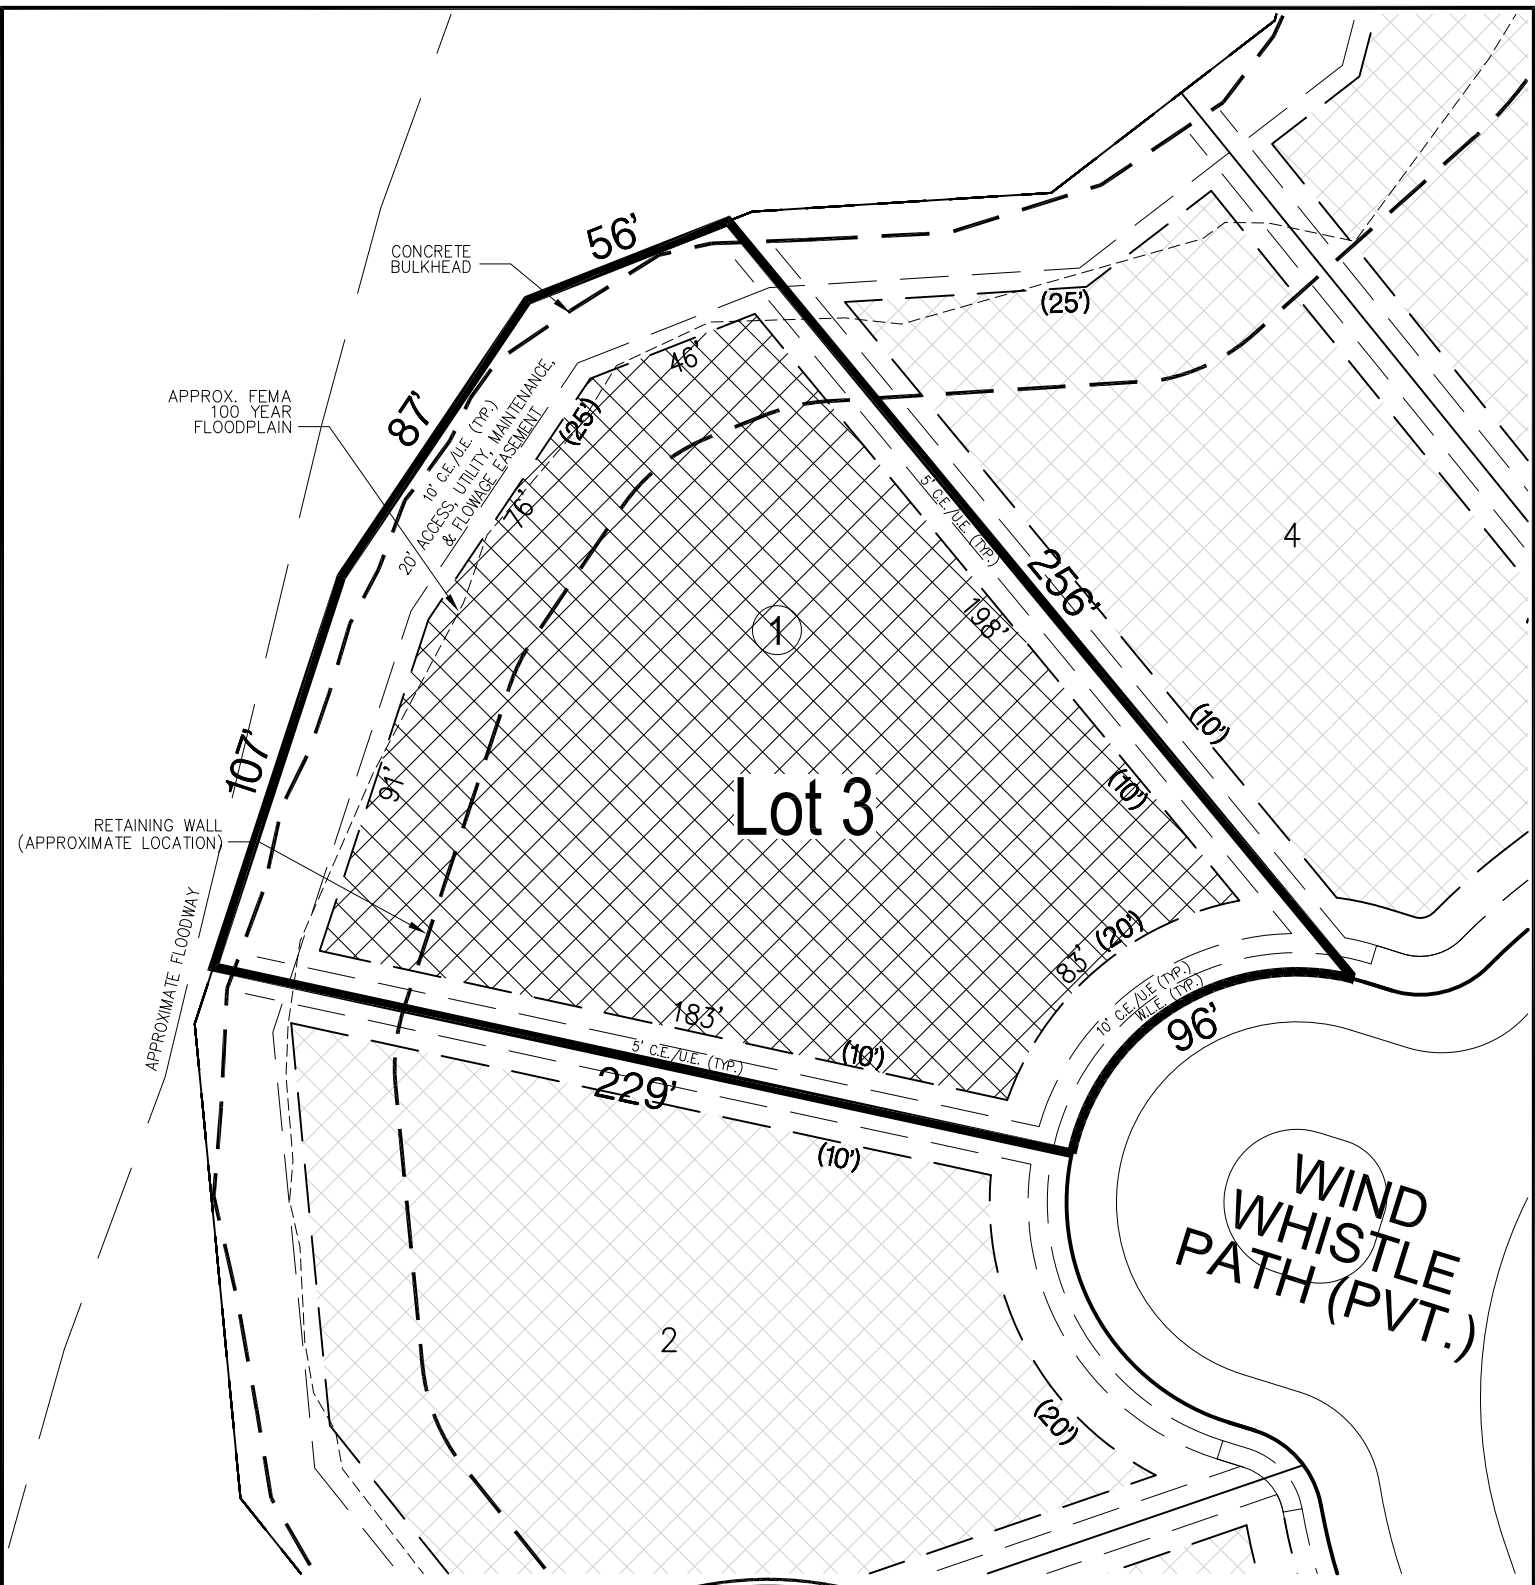 56'
CONCRETE
BULKHEAD
(25')
46'
APPROX. FEMA
100 YEAR
FLOODPLAIN
87'
(25')
10' C.E./U.E. (TYP.)
20' ACCESS, UTILITY, MAINTENANCE,
& FLOWAGE EASEMENT
76'
5' C.E./U.E. (TYP.)
4
256'
198'
1
(10')
107'
91'
(10')
Lot 3
RETAINING WALL
(APPROXIMATE LOCATION)
APPROXIMATE FLOODWAY
83'
(20')
10' C.E./U.E (TYP.)
W.L.E. (TYP.)
96'
183'
5' C.E./U.E. (TYP.)
(10')
229'
(10')
WIND
WHISTLE
PATH (PVT.)
2
(20')